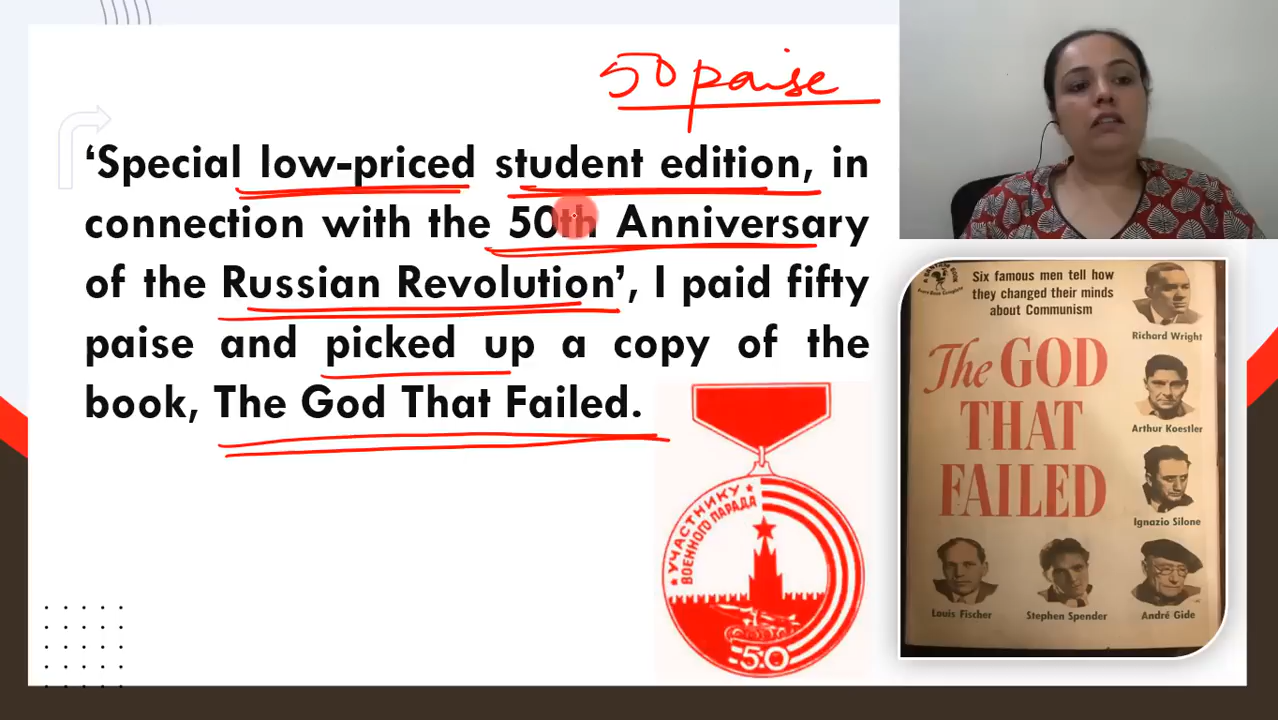 50 paise
‘Special low-priced student edition, in
connection with the 50th Anniversary
of the Russian Revolution’, I paid fifty
paise and picked up a copy of the
book, The God That Failed.
УЧАСТНИКУ
ВОЕННОГО ПАРАДА
50
Six famous men tell how
they changed their minds
about Communism
Richard Wright
The GOD
THAT
FAILED
Arthur Koestler
Ignazio Silone
Louis Fischer
Stephen Spender
André Gide